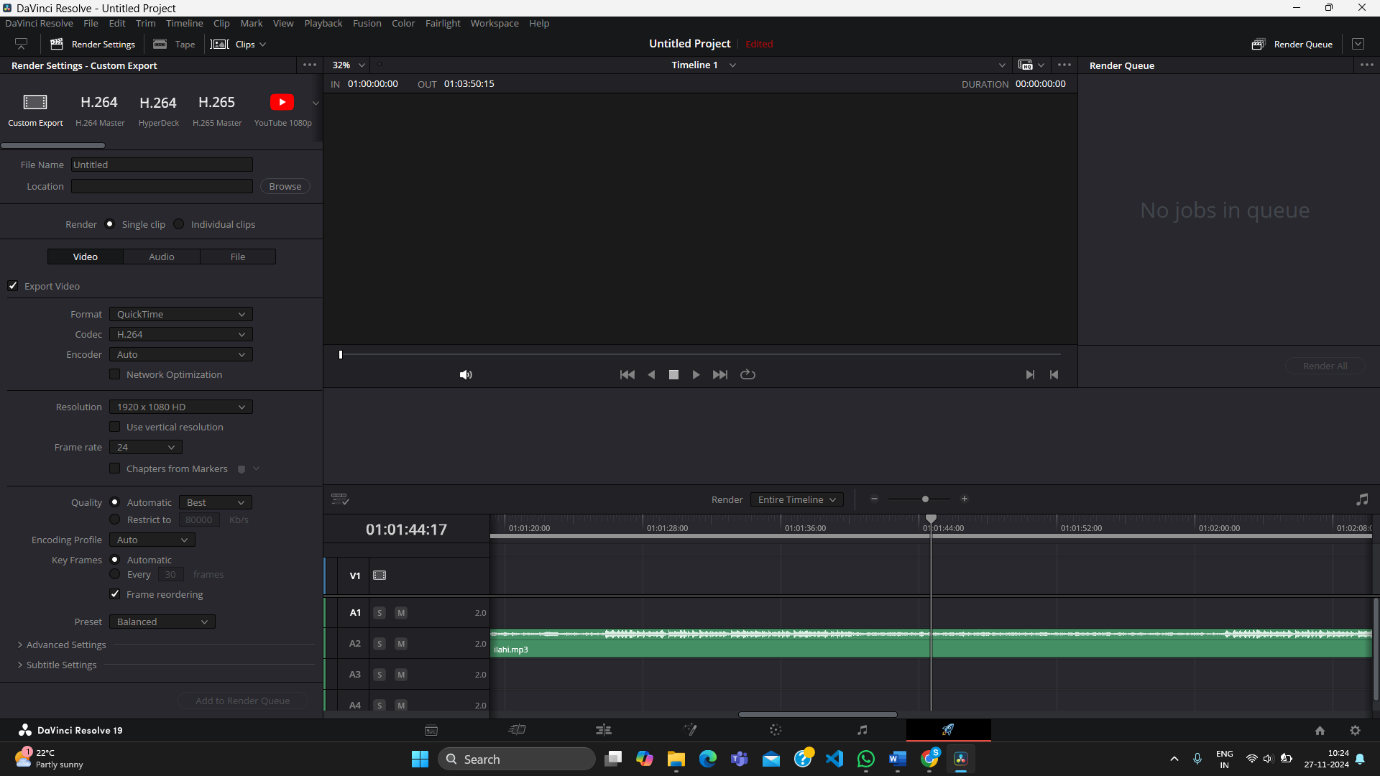 DaVinci Resolve - Untitled Project
DaVinci Resolve File Edit Trim Timeline Clip Mark View Playback Fusion Color Fairlight Workspace Help
Render Settings Tape Clips Untitled Project Edited Render Queue
Render Settings - Custom Export
32% Timeline 1
Render Queue
IN 01:00:00:00 OUT 01:03:50:15 DURATION 00:00:00:00
H.264 H.264 H.265
Custom Export H.264 Master HyperDeck H.265 Master YouTube 1080p
File Name Untitled
Location Browse
Render Single clip Individual clips
No jobs in queue
Video Audio File
Export Video
Format QuickTime
Codec H.264
Encoder Auto
Network Optimization
Render All
Resolution 1920 x 1080 HD
Use vertical resolution
Frame rate 24
Chapters from Markers
Quality Automatic Best
Restrict to 80000 Kb/s
Encoding Profile Auto
Key Frames Automatic
Every 30 frames
Frame reordering
Preset Balanced
Advanced Settings
Subtitle Settings
Add to Render Queue
Render Entire Timeline
01:01:44:17
01:01:20:00 01:01:28:00 01:01:36:00 01:01:44:00 01:01:52:00 01:02:00:00 01:02:08:
V1
A1 S M 2.0
A2 S M 2.0
ilahi.mp3
A3 S M 2.0
A4 S M 2.0
DaVinci Resolve 19
1
22°C
Partly sunny
Search
ENG
IN
10:24
27-11-2024